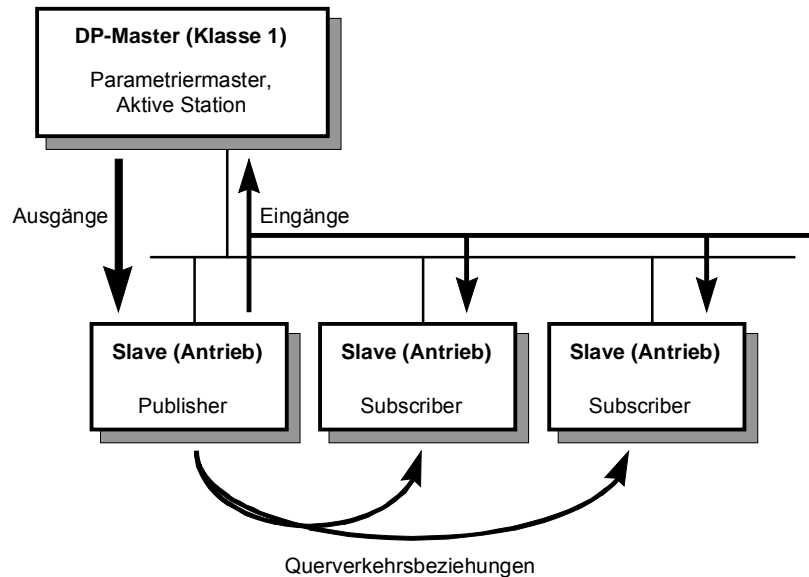 DP-Master (Klasse 1)
Parametriermaster,
Aktive Station
Ausgänge
Eingänge
Slave (Antrieb)
Publisher
Slave (Antrieb)
Subscriber
Slave (Antrieb)
Subscriber
Querverkehrsbeziehungen